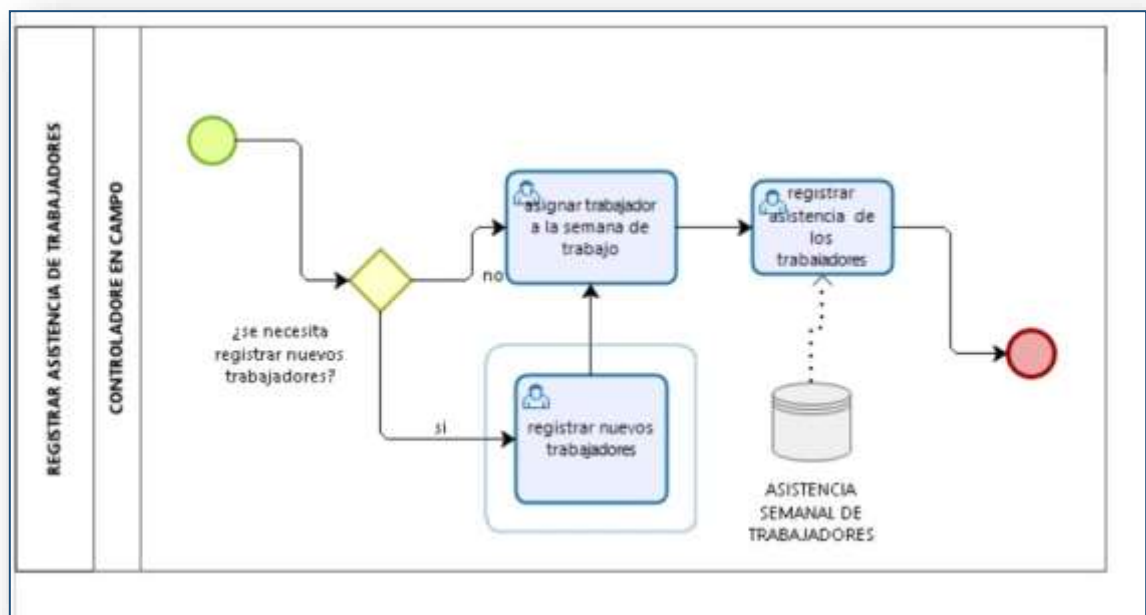 REGISTRAR ASISTENCIA DE TRABAJADORES
CONTROLADORE EN CAMPO
¿se necesita
registrar nuevos
trabajadores?
no
si
asignar trabajador
a la semana de
trabajo
registrar nuevos
trabajadores
registrar
asistencia de
los
trabajadores
ASISTENCIA
SEMANAL DE
TRABAJADORES